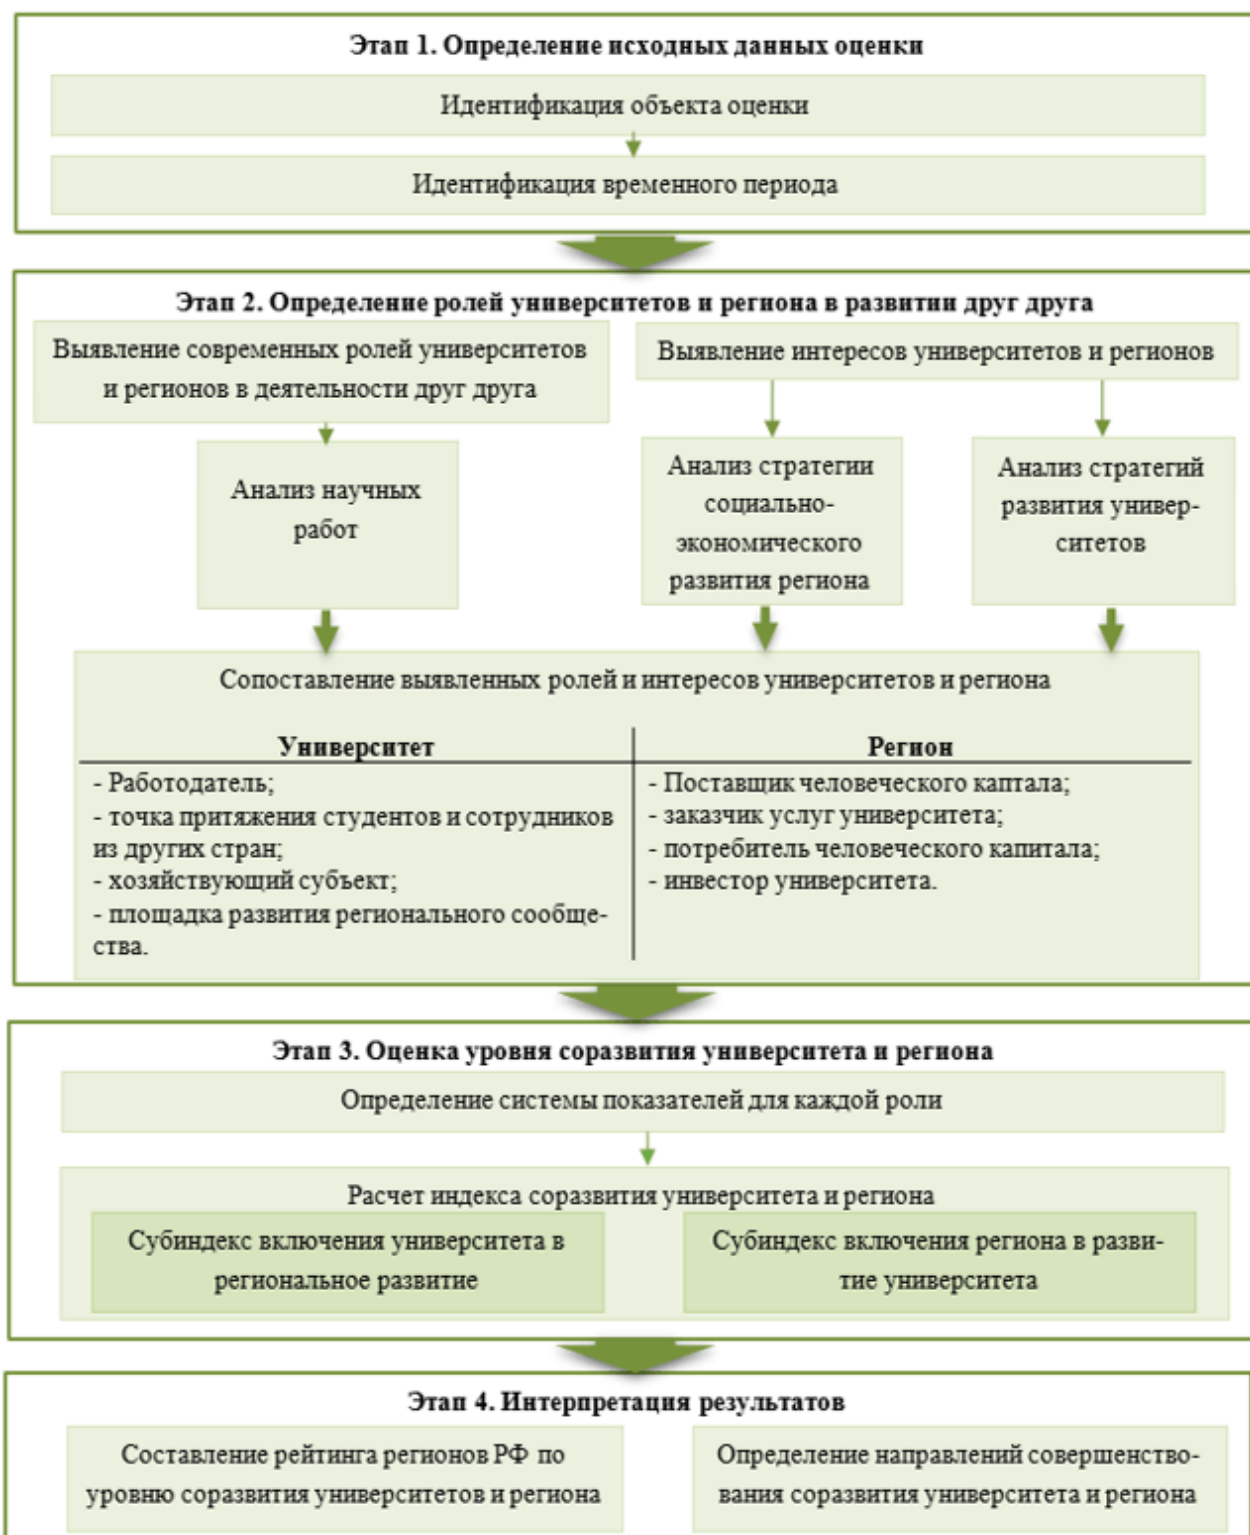 Этап 1. Определение исходных данных оценки
Идентификация объекта оценки
Идентификация временного периода
Этап 2. Определение ролей университетов и региона в развитии друг друга
Выявление современных ролей университетов
и регионов в деятельности друг друга
Выявление интересов университетов и регионов
Анализ научных
работ
Анализ стратегии
социально-
экономического
развития региона
Анализ стратегий
развития универ-
ситетов
Сопоставление выявленных ролей и интересов университетов и региона
Университет
- Работодатель;
- точка притяжения студентов и сотрудников
из других стран;
- хозяйствующий субъект;
- площадка развития регионального сообще-
ства.
Регион
- Поставщик человеческого каптала;
- заказчик услуг университета;
- потребитель человеческого капитала;
- инвестор университета.
Этап 3. Оценка уровня соразвития университета и региона
Определение системы показателей для каждой роли
Расчет индекса соразвития университета и региона
Субиндекс включения университета в
региональное развитие
Субиндекс включения региона в разви-
тие университета
Этап 4. Интерпретация результатов
Составление рейтинга регионов РФ по
уровню соразвития университетов и региона
Определение направлений совершенство-
вания соразвития университета и региона